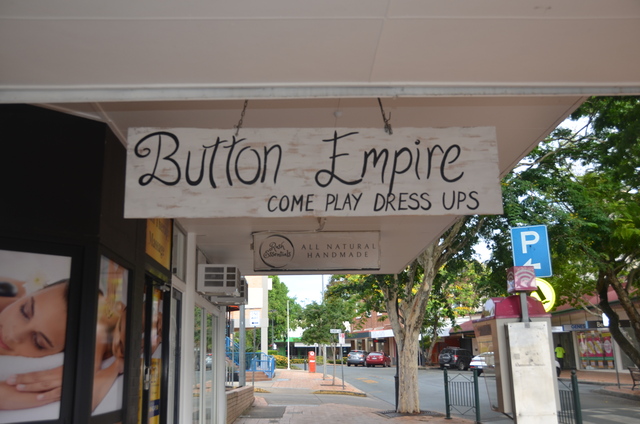 Button Empire
COME PLAY DRESS UPS
ALL NATURAL
HANDMADE
P